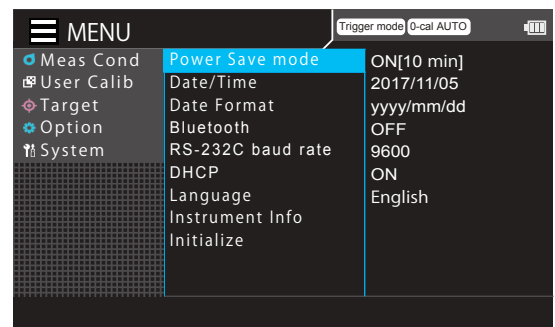 MENU
Trigger mode 0-cal AUTO
Meas Cond
User Calib
Target
Option
System
Power Save mode ON[10 min]
Date/Time 2017/11/05
Date Format yyyy/mm/dd
Bluetooth OFF
RS-232C baud rate 9600
DHCP ON
Language English
Instrument Info
Initialize